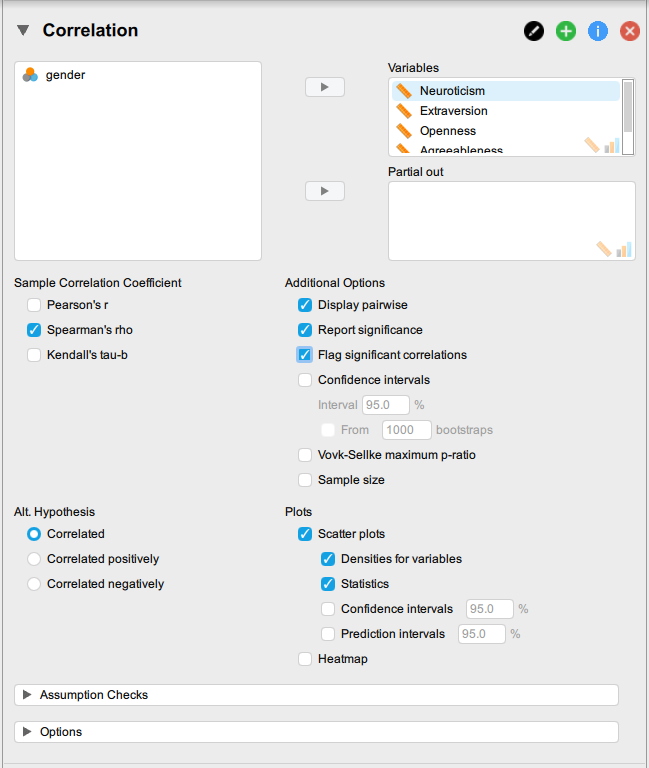 Correlation
gender
Variables
Neuroticism
Extraversion
Openness
Agreeableness
Partial out
Sample Correlation Coefficient
Pearson's r
Spearman's rho
Kendall's tau-b
Additional Options
Display pairwise
Report significance
Flag significant correlations
Confidence intervals
Interval 95.0 %
From 1000 bootstraps
Vovk-Sellke maximum p-ratio
Sample size
Alt. Hypothesis
Correlated
Correlated positively
Correlated negatively
Plots
Scatter plots
Densities for variables
Statistics
Confidence intervals 95.0 %
Prediction intervals 95.0 %
Heatmap
Assumption Checks
Options